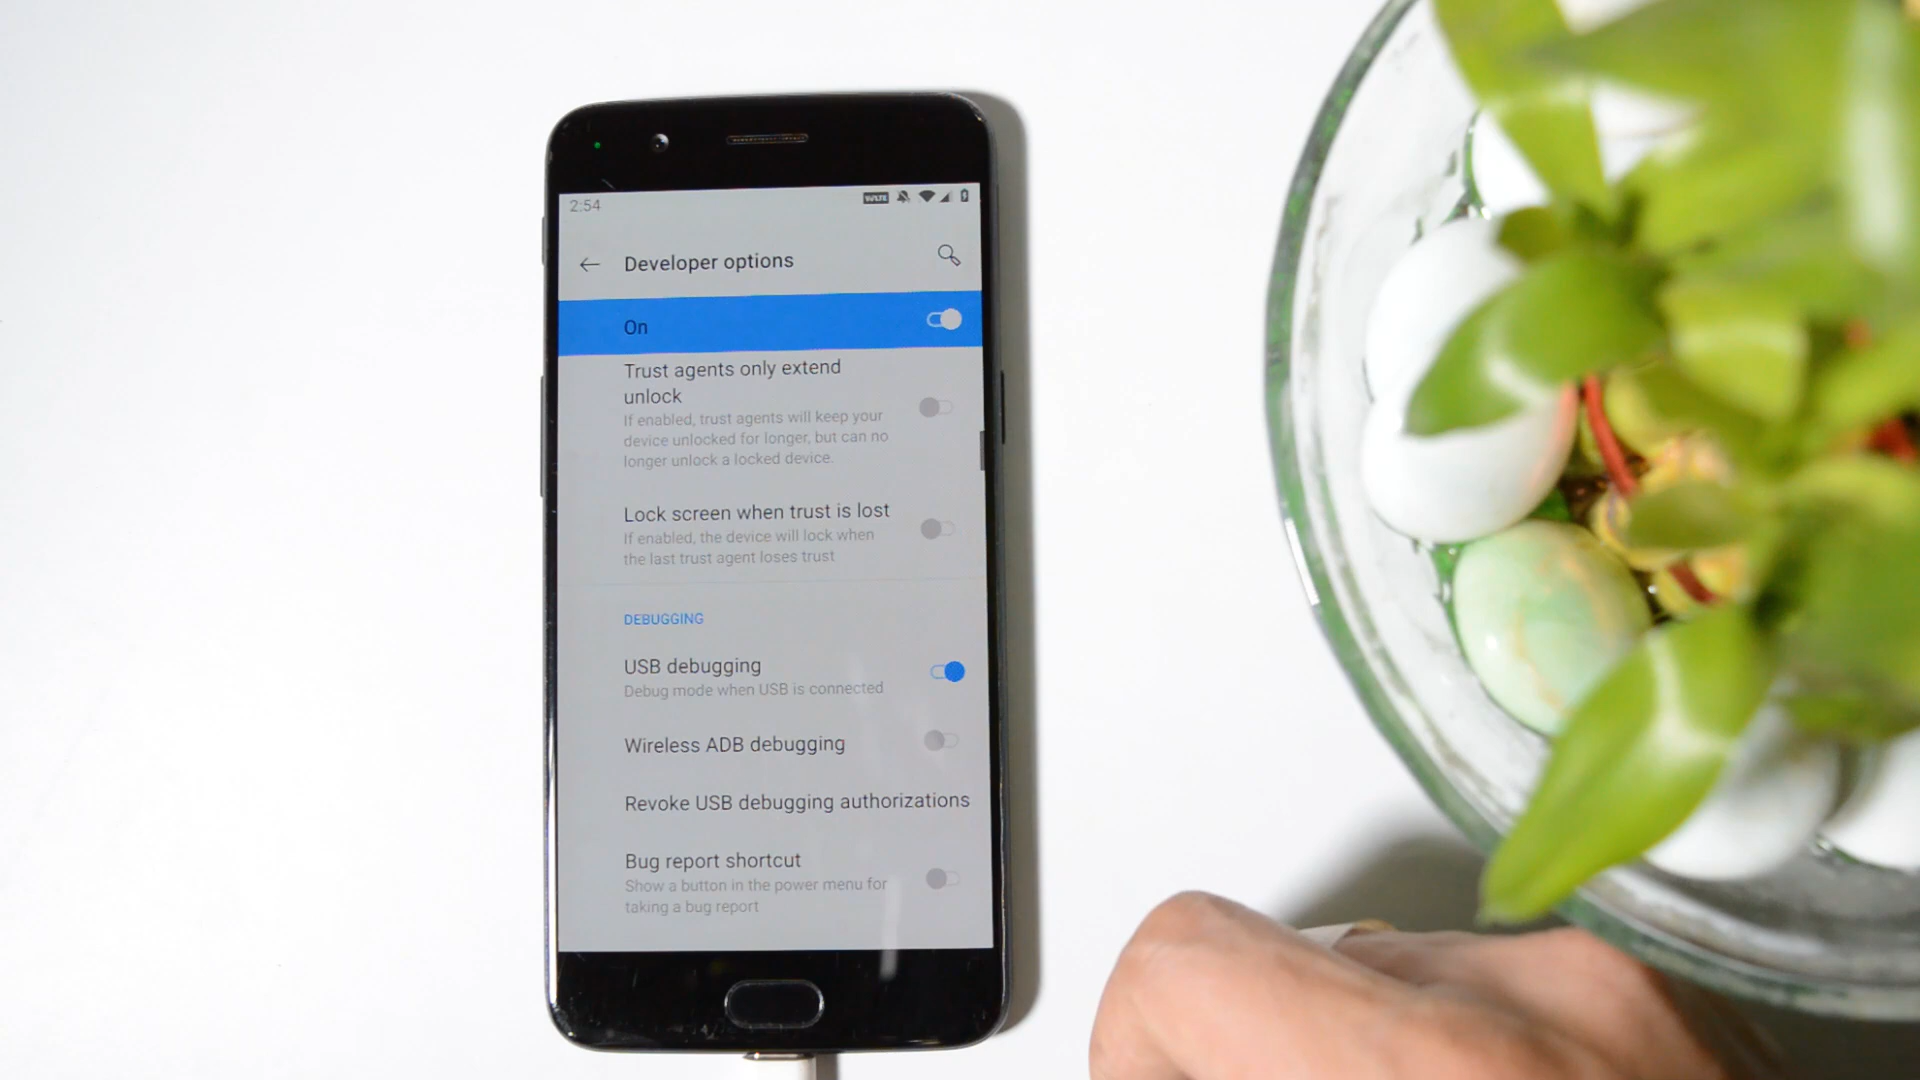 2:54
VoLTE
Developer options
On
Trust agents only extend
unlock
If enabled, trust agents will keep your
device unlocked for longer, but can no
longer unlock a locked device.
Lock screen when trust is lost
If enabled, the device will lock when
the last trust agent loses trust
DEBUGGING
USB debugging
Debug mode when USB is connected
Wireless ADB debugging
Revoke USB debugging authorizations
Bug report shortcut
Show a button in the power menu for
taking a bug report